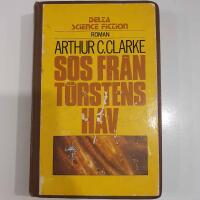 DELTA
SCIENCE FICTION
ROMAN
ARTHUR C. CLARKE
SOS FRÅN
TÖRSTENS
HAV